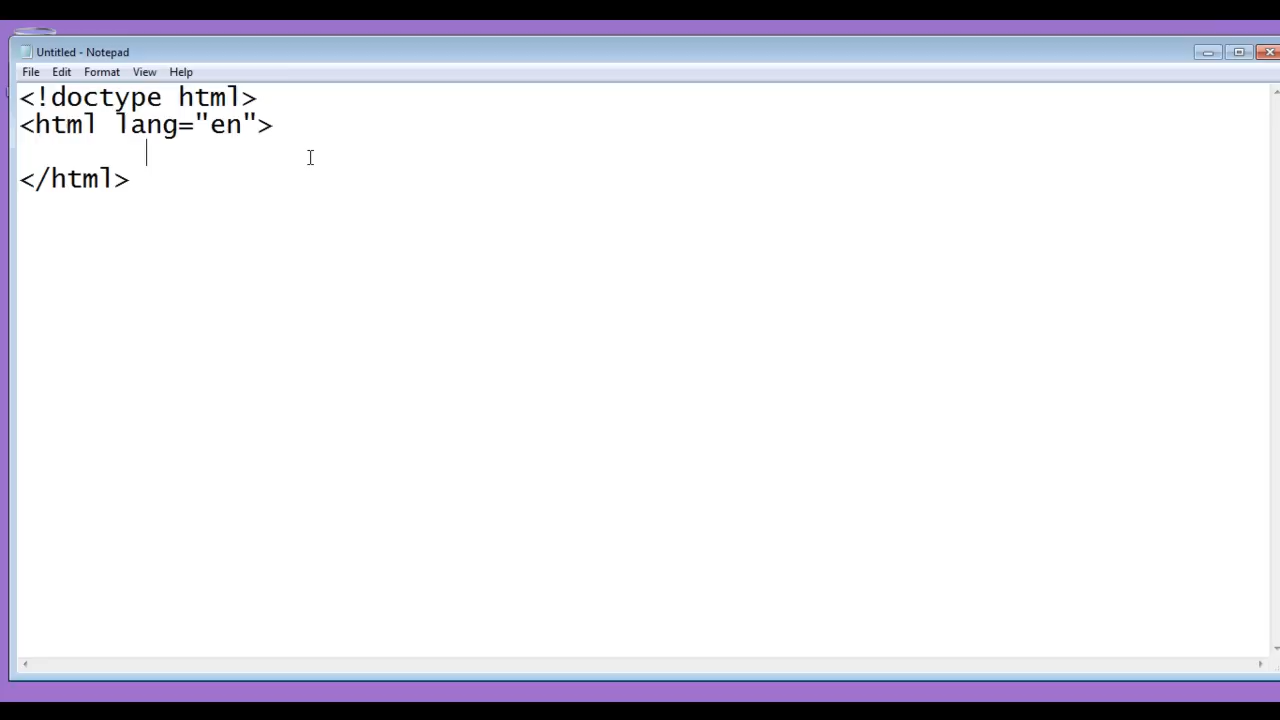 Untitled - Notepad
File Edit Format View Help
<!doctype html>
<html lang="en">
</html>